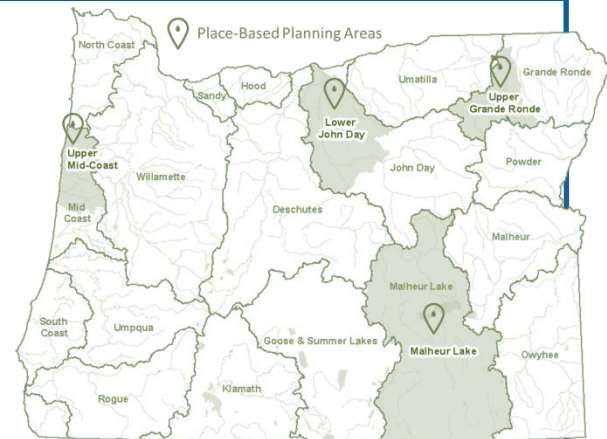 Place-Based Planning Areas
North Coast
Sandy
Hood
Umatilla
Grande Ronde
Upper
Grande Ronde
Lower
John Day
Upper
Mid-Coast
Willamette
John Day
Powder
Mid
Coast
Deschutes
Malheur
Malheur Lake
South
Coast
Umpqua
Goose & Summer Lakes
Malheur Lake
Owyhee
Rogue
Klamath